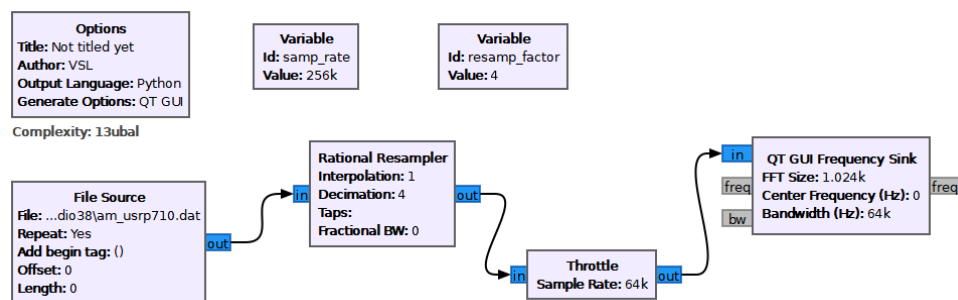 Options
Title: Not titled yet
Author: VSL
Output Language: Python
Generate Options: QT GUI
Variable
Id: samp_rate
Value: 256k
Variable
Id: resamp_factor
Value: 4
Complexity: 13ubal
File Source
File: ...dio38\am_usrp710.dat
Repeat: Yes
Add begin tag: ()
Offset: 0
Length: 0
out
in
Rational Resampler
Interpolation: 1
Decimation: 4
Taps:
Fractional BW: 0
out
in
Throttle
Sample Rate: 64k
out
in
freq
bw
QT GUI Frequency Sink
FFT Size: 1.024k
Center Frequency (Hz): 0
Bandwidth (Hz): 64k
freq